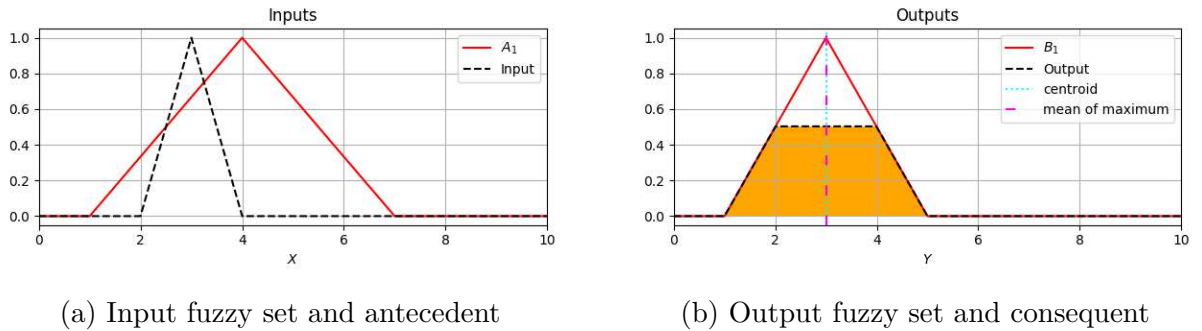 Inputs
1.0
0.8
0.6
0.4
0.2
0.0
A₁
Input
0 2 4 6 8 10
X
(a) Input fuzzy set and antecedent
Outputs
1.0
0.8
0.6
0.4
0.2
0.0
B₁
Output
centroid
mean of maximum
0 2 4 6 8 10
Y
(b) Output fuzzy set and consequent